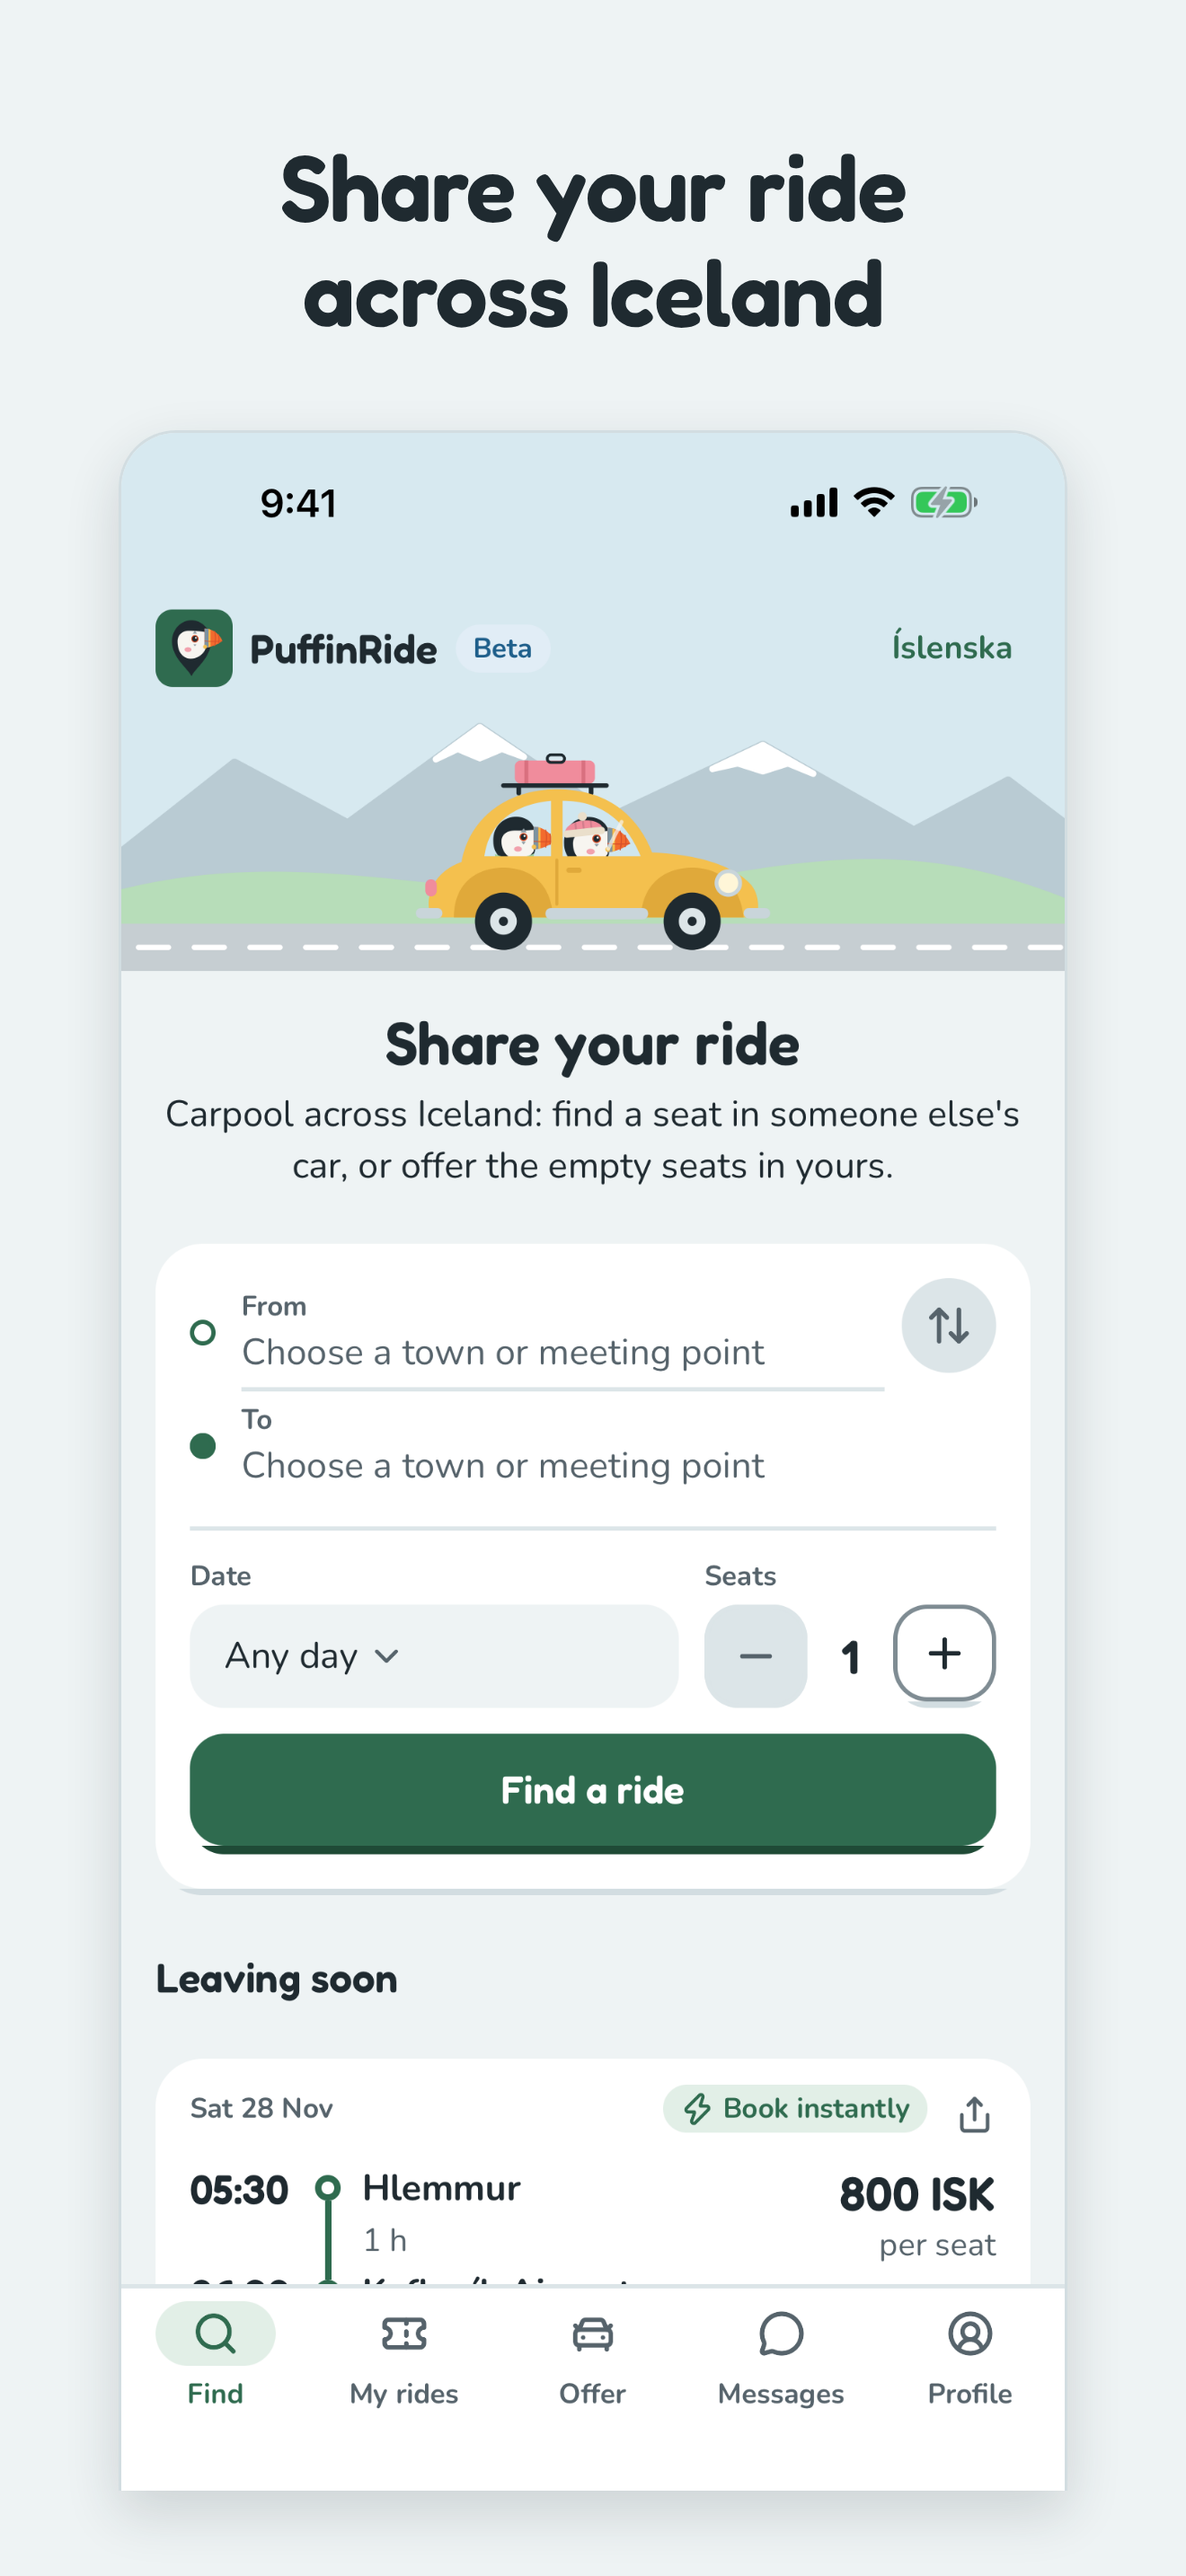 Share your ride
across Iceland
9:41
PuffinRide
Beta
Íslenska
Share your ride
Carpool across Iceland: find a seat in someone else's
car, or offer the empty seats in yours.
From
Choose a town or meeting point
To
Choose a town or meeting point
Date
Seats
Any day
1
Find a ride
Leaving soon
Sat 28 Nov
Book instantly
05:30
Hlemmur
800 ISK
1 h
per seat
Find
My rides
Offer
Messages
Profile